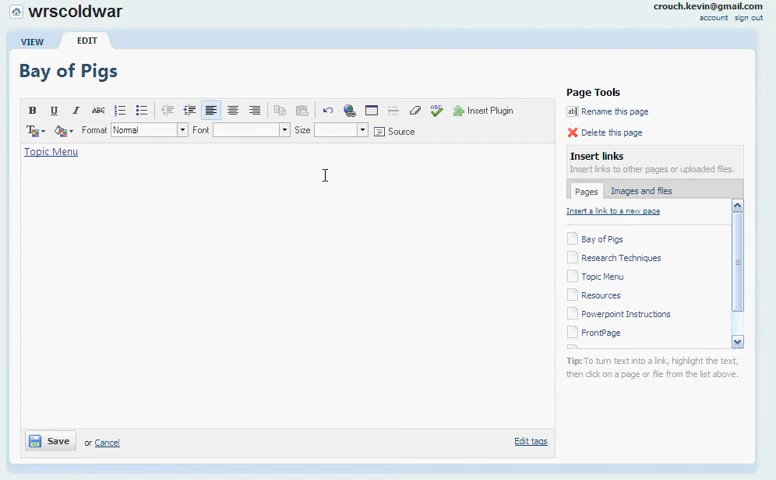 wrscoldwar
crouch.kevin@gmail.com
account sign out
VIEW EDIT
Bay of Pigs
B U I ABC Insert Plugin
Format Normal Font Size Source
Topic Menu
Save or Cancel
Edit tags
Page Tools
Rename this page
Delete this page
Insert links
Insert links to other pages or uploaded files.
Pages Images and files
Insert a link to a new page
Bay of Pigs
Research Techniques
Topic Menu
Resources
Powerpoint Instructions
FrontPage
Tip: To turn text into a link, highlight the text,
then click on a page or file from the list above.